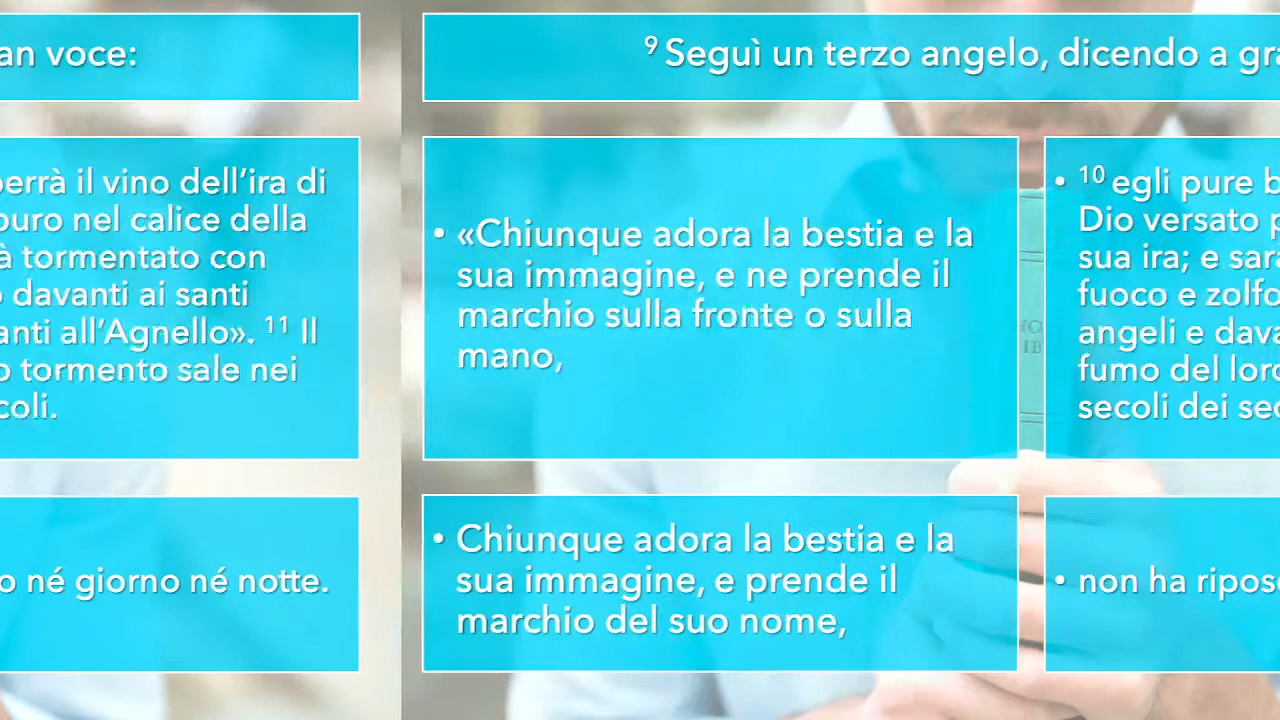 an voce:
errà il vino dell'ira di
ouro nel calice della
à tormentato con
davanti ai santi
anti all'Agnello». ¹¹ Il
o tormento sale nei
coli.
o né giorno né notte.
⁹ Seguì un terzo angelo, dicendo a gra
• «Chiunque adora la bestia e la
sua immagine, e ne prende il
marchio sulla fronte o sulla
mano,
• ¹⁰ egli pure b
Dio versato p
sua ira; e sarà
fuoco e zolfo
angeli e dava
fumo del loro
secoli dei sec
• Chiunque adora la bestia e la
sua immagine, e prende il
marchio del suo nome,
• non ha riposo